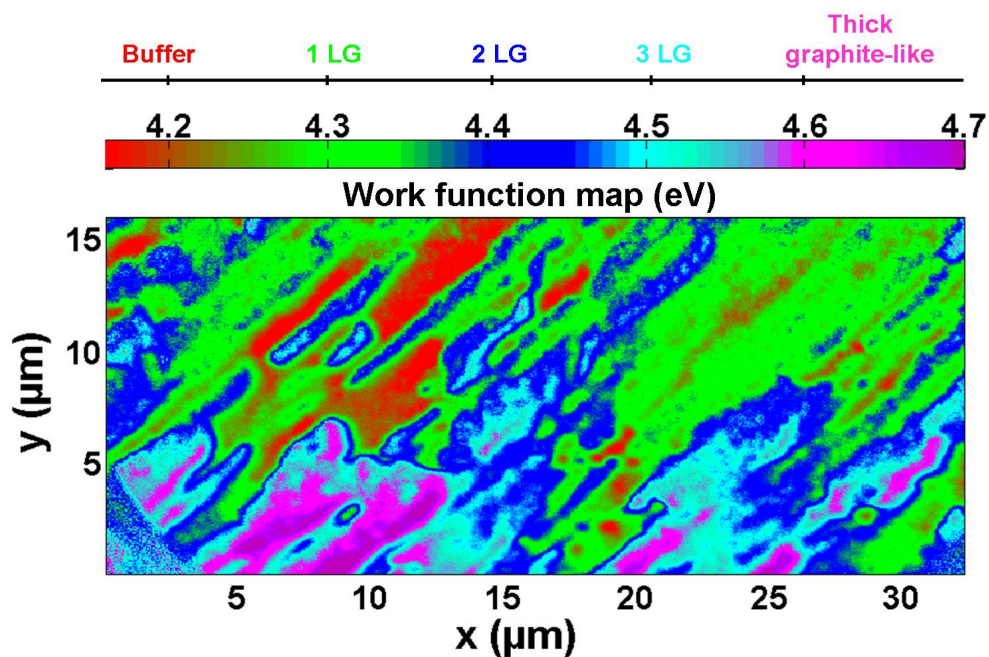 Buffer 1 LG 2 LG 3 LG Thick graphite-like
4.2 4.3 4.4 4.5 4.6 4.7
Work function map (eV)
15
10
5
y (µm)
5 10 15 20 25 30
x (µm)